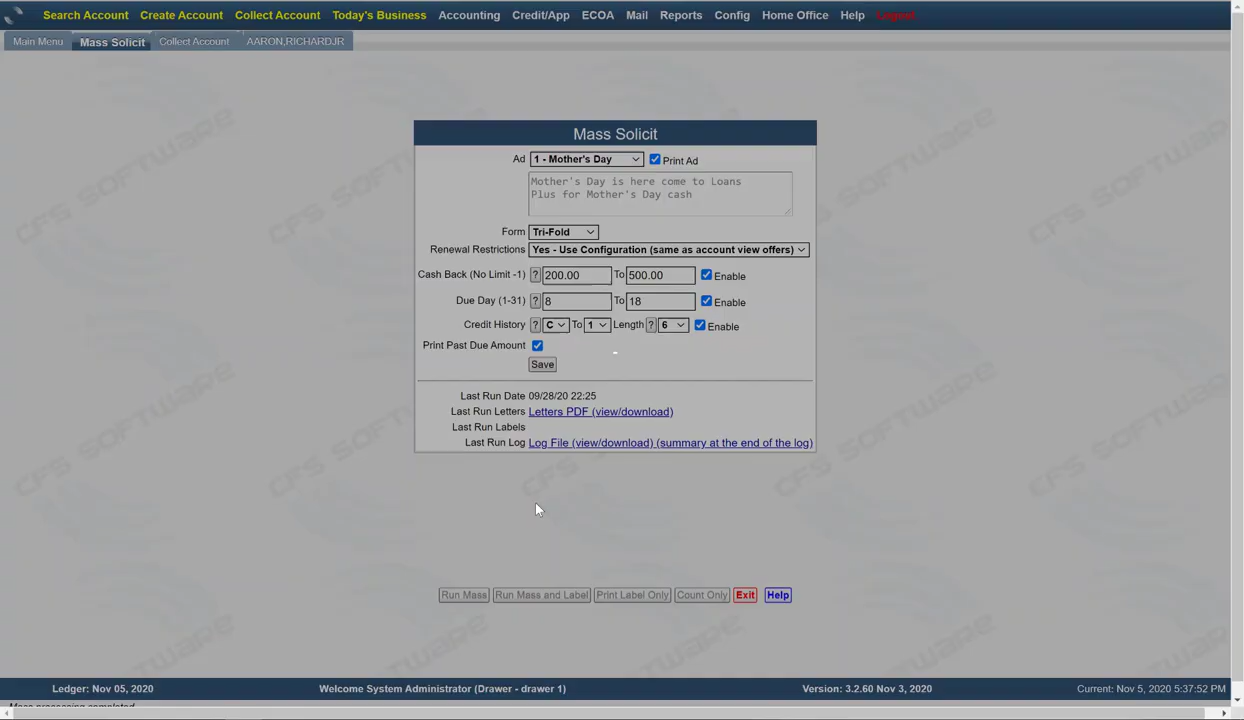 Search Account Create Account Collect Account Today's Business Accounting Credit/App ECOA Mail Reports Config Home Office Help Logout
Main Menu Mass Solicit Collect Account AARON,RICHARDJR
Mass Solicit
Ad 1 - Mother's Day Print Ad
Mother's Day is here come to Loans
Plus for Mother's Day cash
Form Tri-Fold
Renewal Restrictions Yes - Use Configuration (same as account view offers)
Cash Back (No Limit -1) ? 200.00 To 500.00 Enable
Due Day (1-31) ? 8 To 18 Enable
Credit History ? C To 1 Length ? 6 Enable
Print Past Due Amount
Save
Last Run Date 09/28/20 22:25
Last Run Letters Letters PDF (view/download)
Last Run Labels
Last Run Log Log File (view/download) (summary at the end of the log)
Run Mass Run Mass and Label Print Label Only Count Only Exit Help
Ledger: Nov 05, 2020 Welcome System Administrator (Drawer - drawer 1) Version: 3.2.60 Nov 3, 2020 Current: Nov 5, 2020 5:37:52 PM
Mass processing completed
CFS SOFTWARE